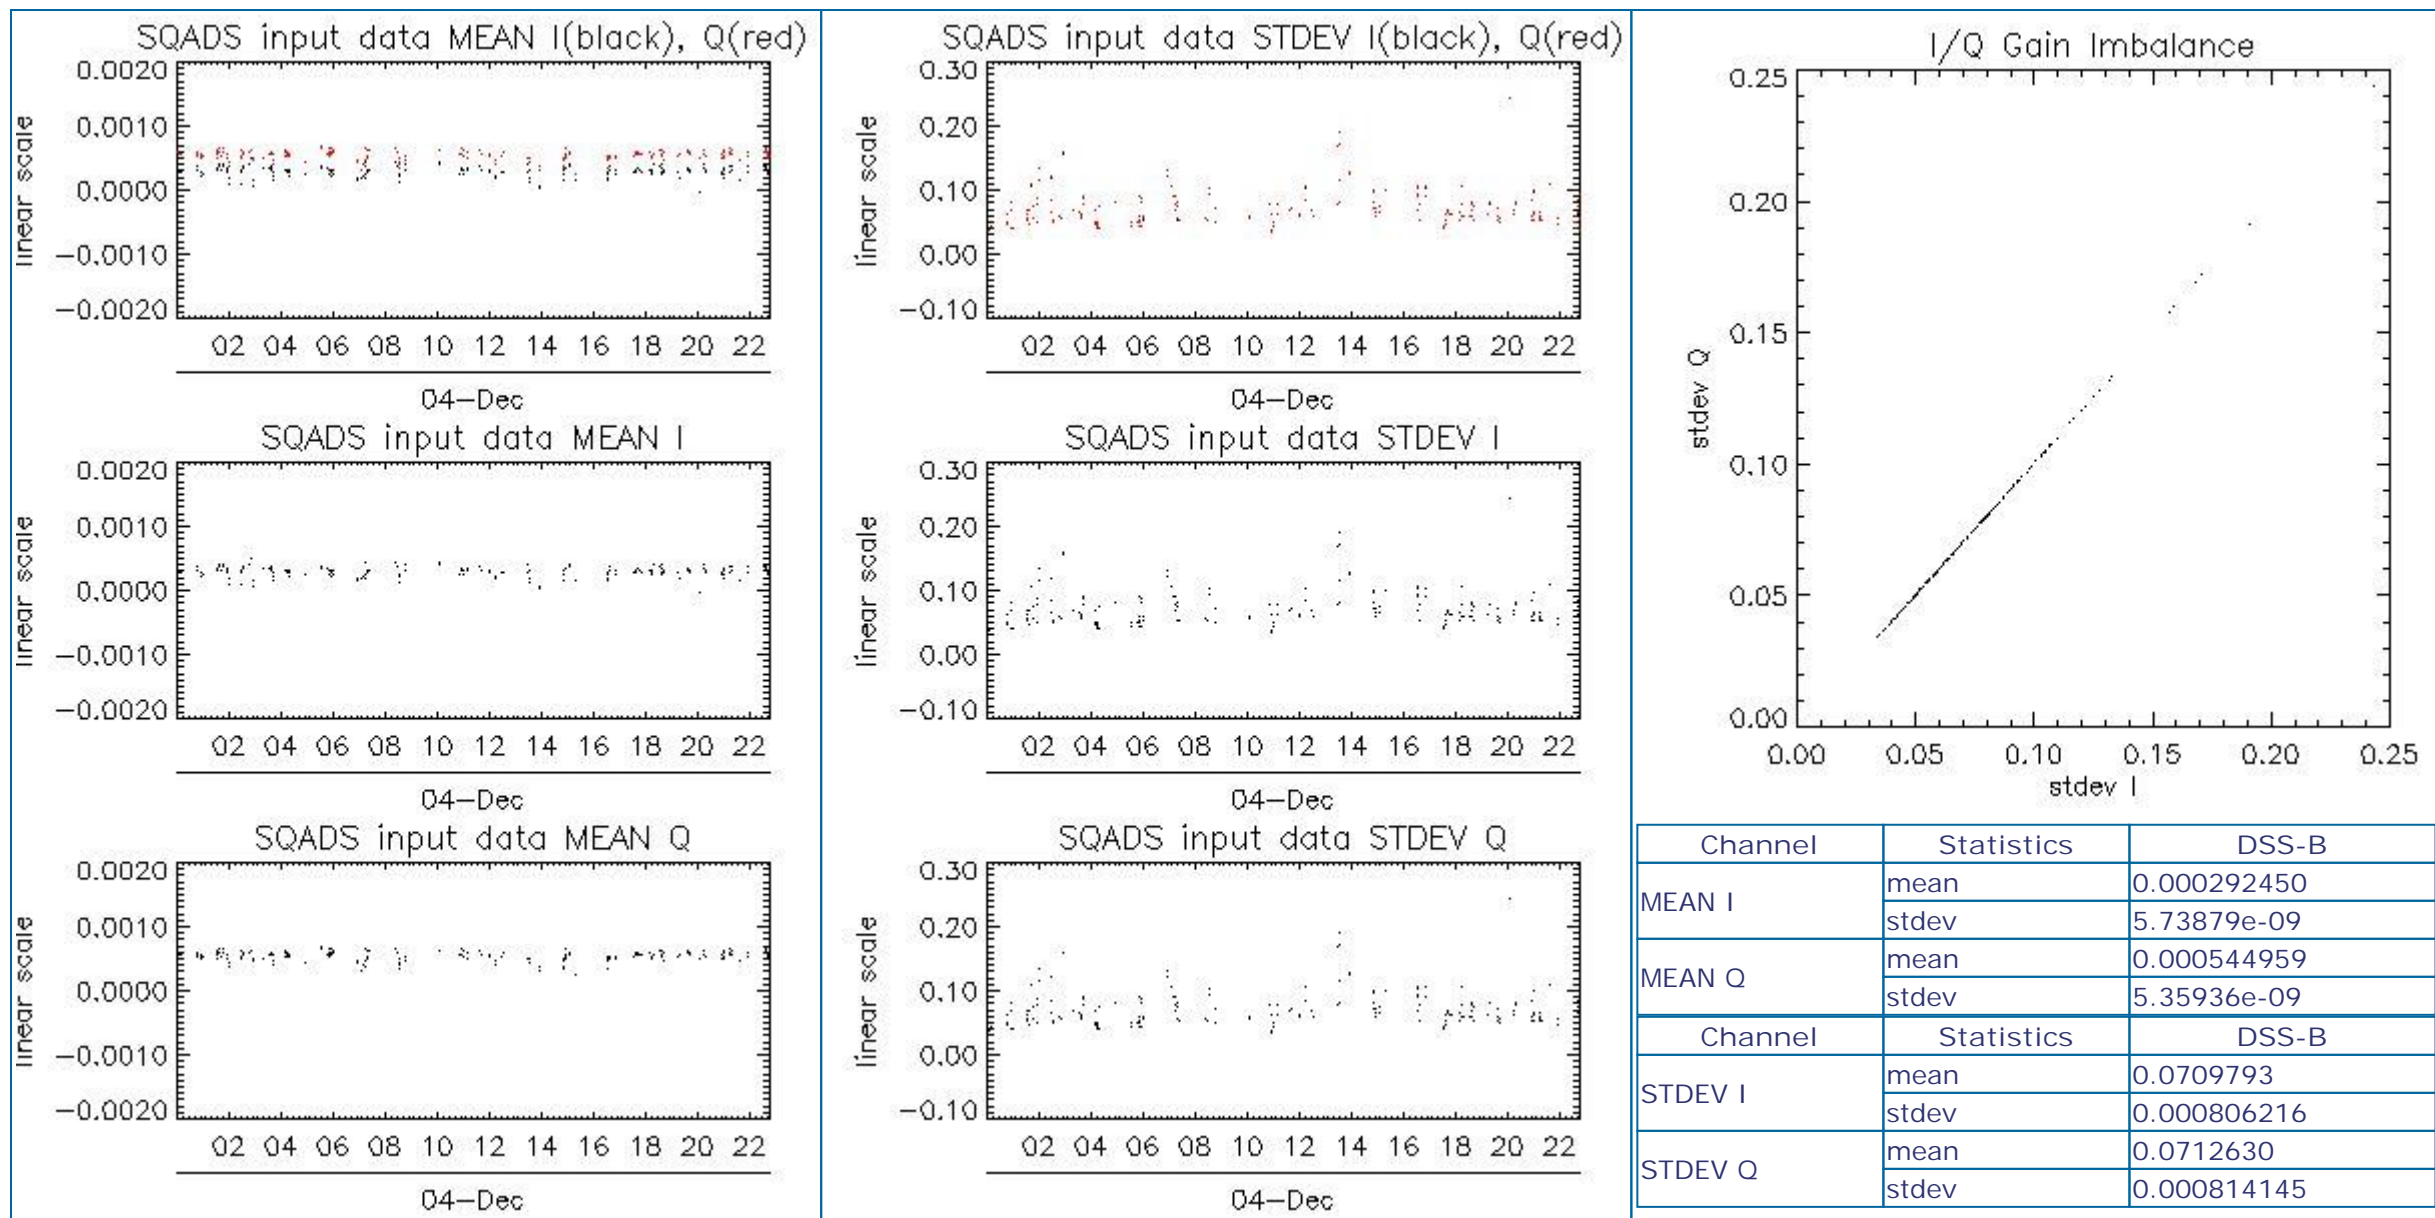 SQADS input data MEAN I(black), Q(red)
linear scale
0.0020
0.0010
0.0000
−0.0010
−0.0020
02 04 06 08 10 12 14 16 18 20 22
04−Dec
SQADS input data MEAN I
linear scale
0.0020
0.0010
0.0000
−0.0010
−0.0020
02 04 06 08 10 12 14 16 18 20 22
04−Dec
SQADS input data MEAN Q
linear scale
0.0020
0.0010
0.0000
−0.0010
−0.0020
02 04 06 08 10 12 14 16 18 20 22
04−Dec
SQADS input data STDEV I(black), Q(red)
linear scale
0.30
0.20
0.10
0.00
−0.10
02 04 06 08 10 12 14 16 18 20 22
04−Dec
SQADS input data STDEV I
linear scale
0.30
0.20
0.10
0.00
−0.10
02 04 06 08 10 12 14 16 18 20 22
04−Dec
SQADS input data STDEV Q
linear scale
0.30
0.20
0.10
0.00
−0.10
02 04 06 08 10 12 14 16 18 20 22
04−Dec
I/Q Gain Imbalance
stdev Q
0.25
0.20
0.15
0.10
0.05
0.00
0.00 0.05 0.10 0.15 0.20 0.25
stdev I
Channel Statistics DSS-B
MEAN I mean 0.000292450
stdev 5.73879e-09
MEAN Q mean 0.000544959
stdev 5.35936e-09
Channel Statistics DSS-B
STDEV I mean 0.0709793
stdev 0.000806216
STDEV Q mean 0.0712630
stdev 0.000814145